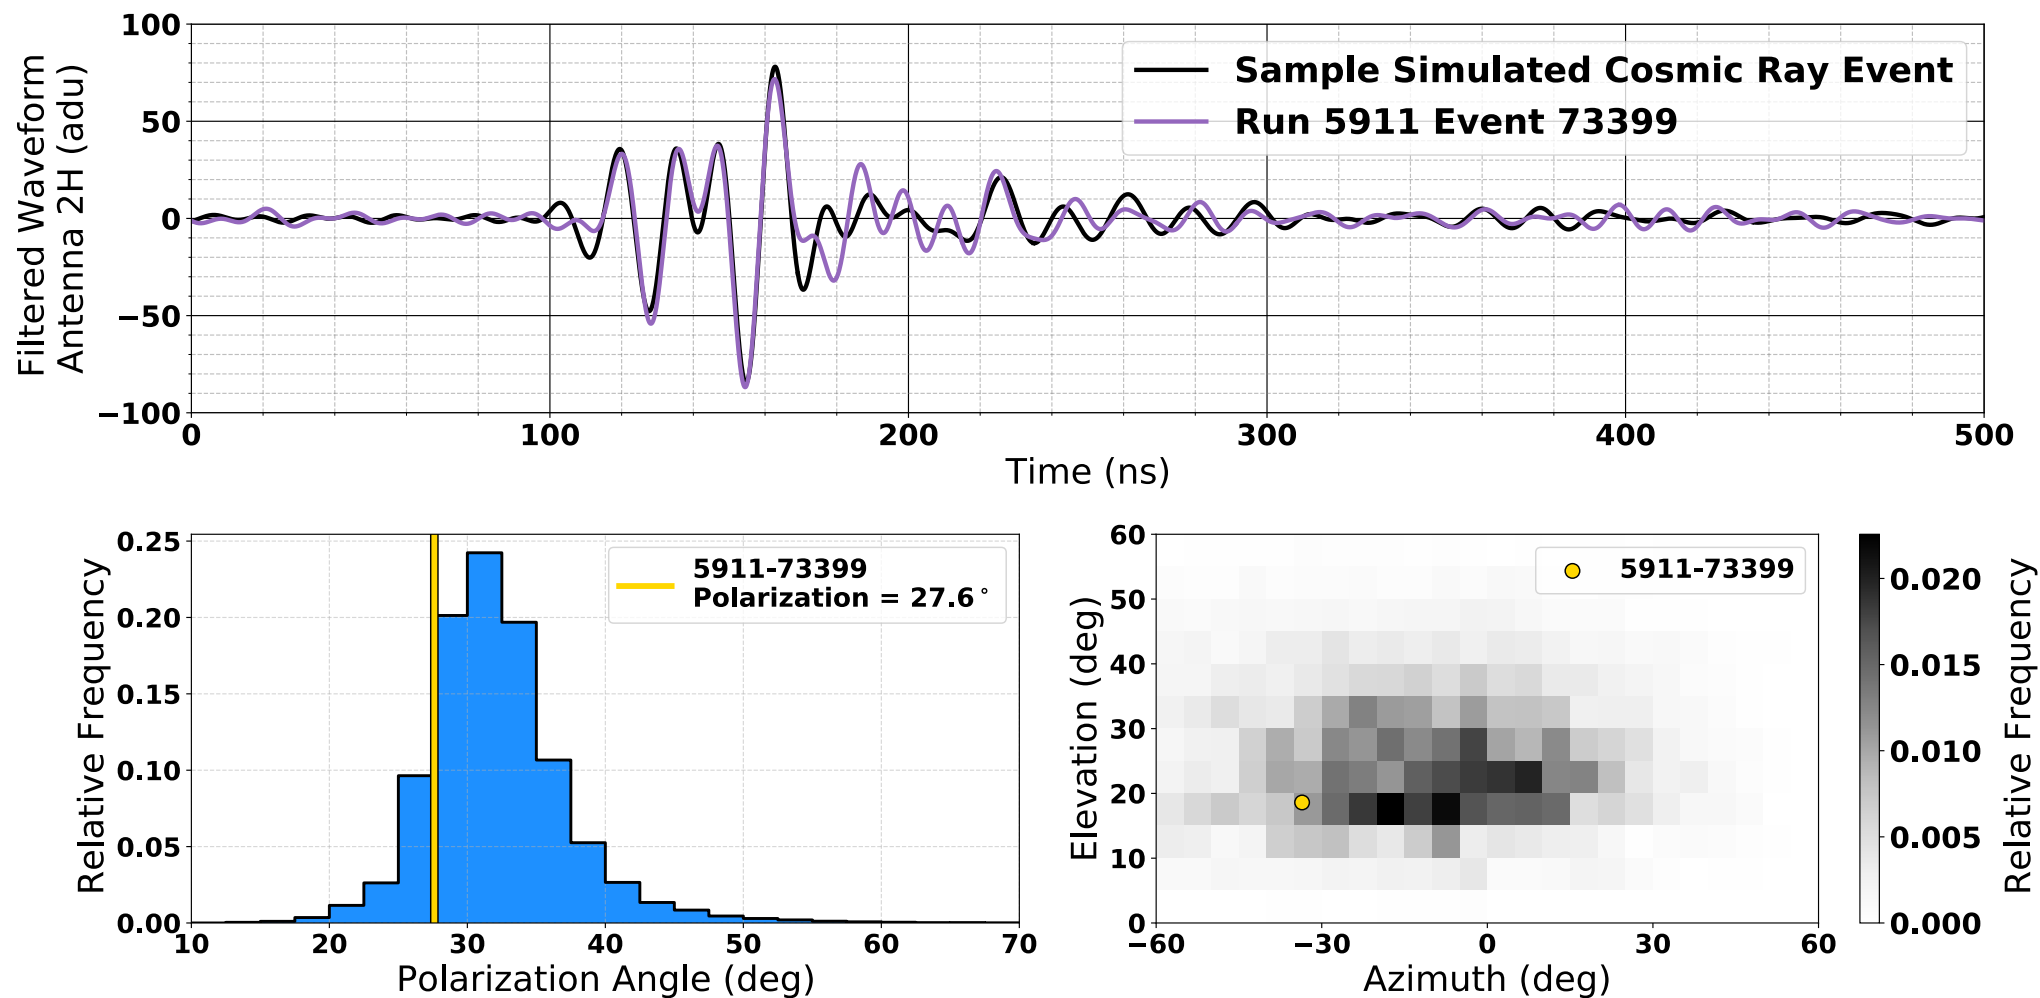 Filtered Waveform
Antenna 2H (adu)
100
50
0
−50
−100
Sample Simulated Cosmic Ray Event
Run 5911 Event 73399
0 100 200 300 400 500
Time (ns)
Relative Frequency
0.25
0.20
0.15
0.10
0.05
0.00
5911-73399
Polarization = 27.6°
10 20 30 40 50 60 70
Polarization Angle (deg)
Elevation (deg)
60
50
40
30
20
10
0
5911-73399
−60 −30 0 30 60
Azimuth (deg)
0.020
0.015
0.010
0.005
0.000
Relative Frequency